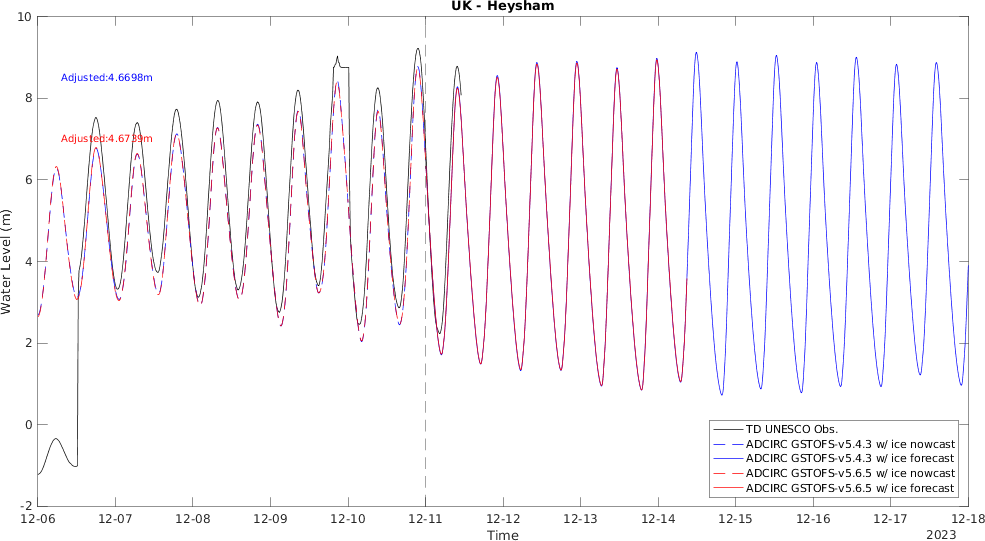 UK - Heysham
10
8
6
4
2
0
-2
Water Level (m)
Adjusted:4.6698m
Adjusted:4.6739m
TD UNESCO Obs.
ADCIRC GSTOFS-v5.4.3 w/ ice nowcast
ADCIRC GSTOFS-v5.4.3 w/ ice forecast
ADCIRC GSTOFS-v5.6.5 w/ ice nowcast
ADCIRC GSTOFS-v5.6.5 w/ ice forecast
12-06 12-07 12-08 12-09 12-10 12-11 12-12 12-13 12-14 12-15 12-16 12-17 12-18
Time
2023